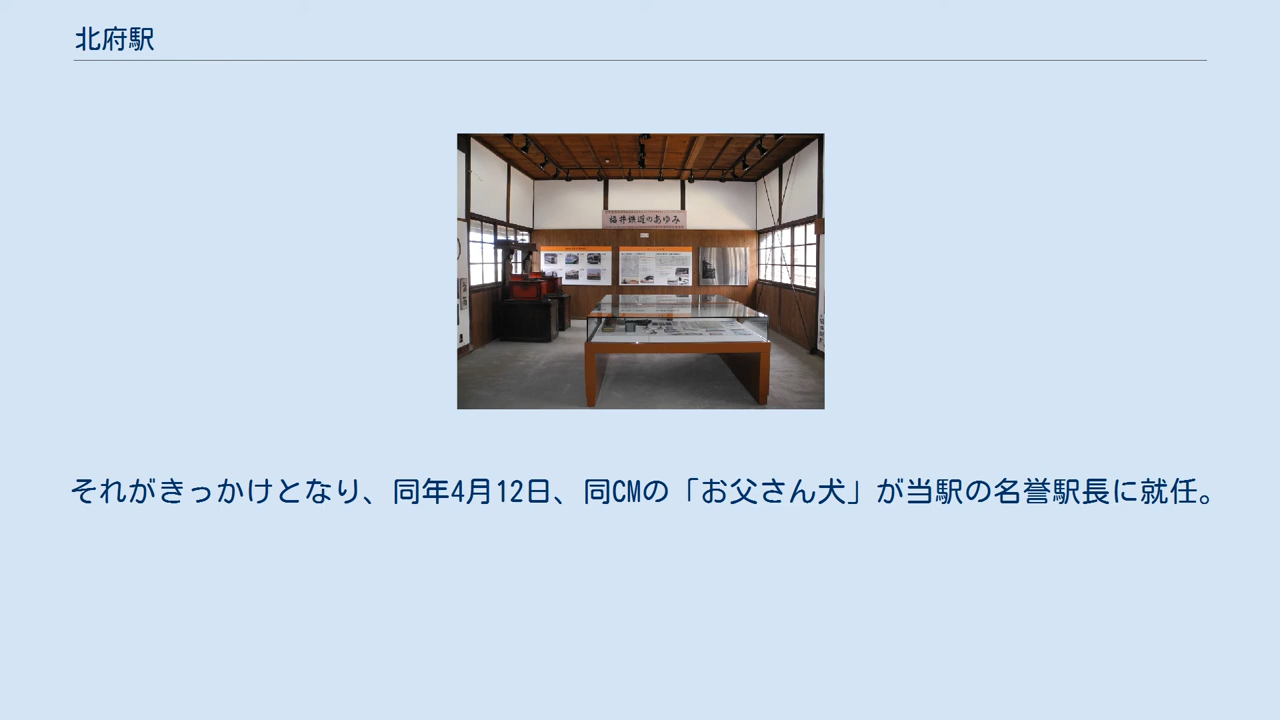 北府駅
福井鉄道のあゆみ
それがきっかけとなり、同年4月12日、同CMの「お父さん犬」が当駅の名誉駅長に就任。